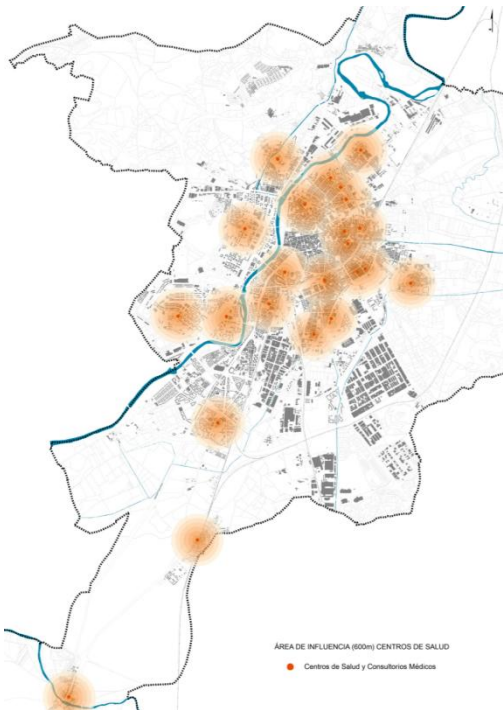 ÁREA DE INFLUENCIA (600m) CENTROS DE SALUD
Centros de Salud y Consultorios Médicos